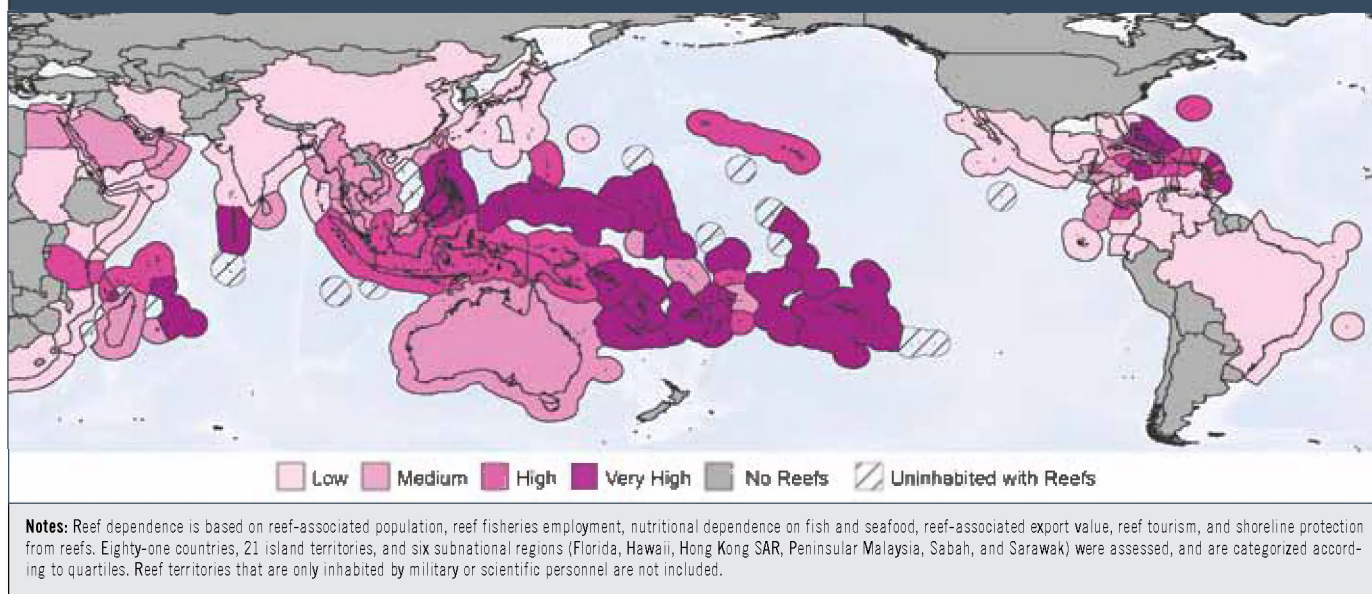 Low Medium High Very High No Reefs Uninhabited with Reefs
Notes: Reef dependence is based on reef-associated population, reef fisheries employment, nutritional dependence on fish and seafood, reef-associated export value, reef tourism, and shoreline protection
from reefs. Eighty-one countries, 21 island territories, and six subnational regions (Florida, Hawaii, Hong Kong SAR, Peninsular Malaysia, Sabah, and Sarawak) were assessed, and are categorized accord-
ing to quartiles. Reef territories that are only inhabited by military or scientific personnel are not included.